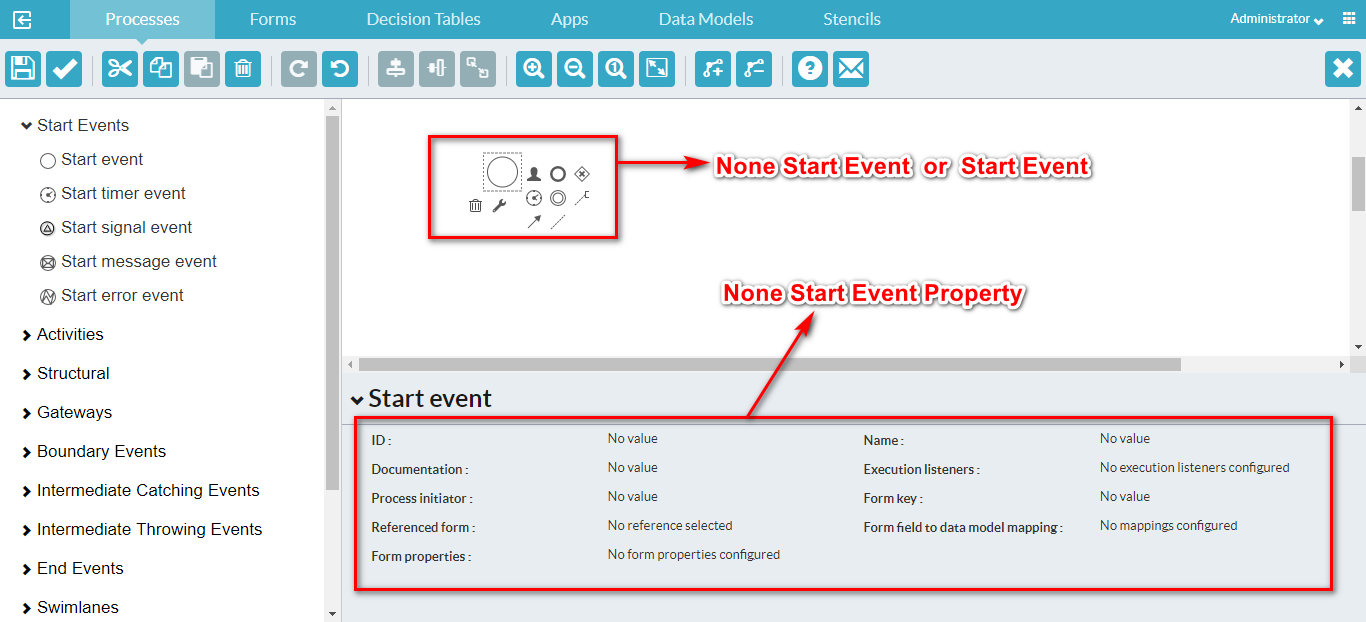 Processes
Forms
Decision Tables
Apps
Data Models
Stencils
Administrator
1
?
Start Events
Start event
Start timer event
Start signal event
Start message event
Start error event
Activities
Structural
Gateways
Boundary Events
Intermediate Catching Events
Intermediate Throwing Events
End Events
Swimlanes
None Start Event or Start Event
None Start Event Property
Start event
ID : No value Name : No value
Documentation : No value Execution listeners : No execution listeners configured
Process initiator : No value Form key : No value
Referenced form : No reference selected Form field to data model mapping : No mappings configured
Form properties : No form properties configured